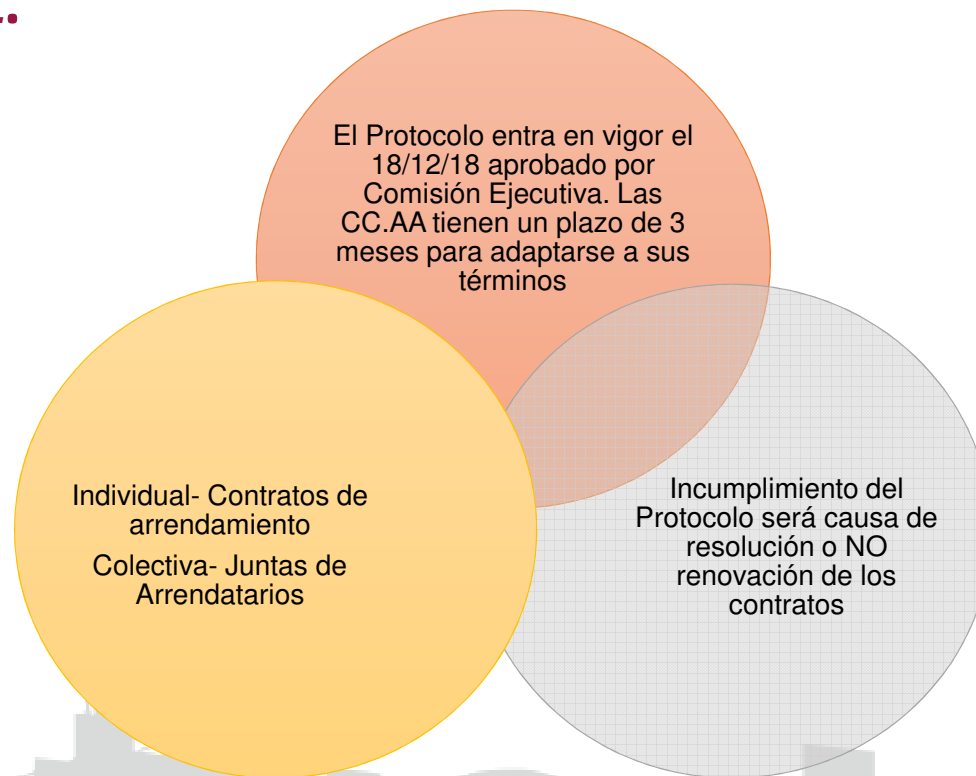 El Protocolo entra en vigor el
18/12/18 aprobado por
Comisión Ejecutiva. Las
CC.AA tienen un plazo de 3
meses para adaptarse a sus
términos
Individual- Contratos de
arrendamiento
Colectiva- Juntas de
Arrendatarios
Incumplimiento del
Protocolo será causa de
resolución o NO
renovación de los
contratos